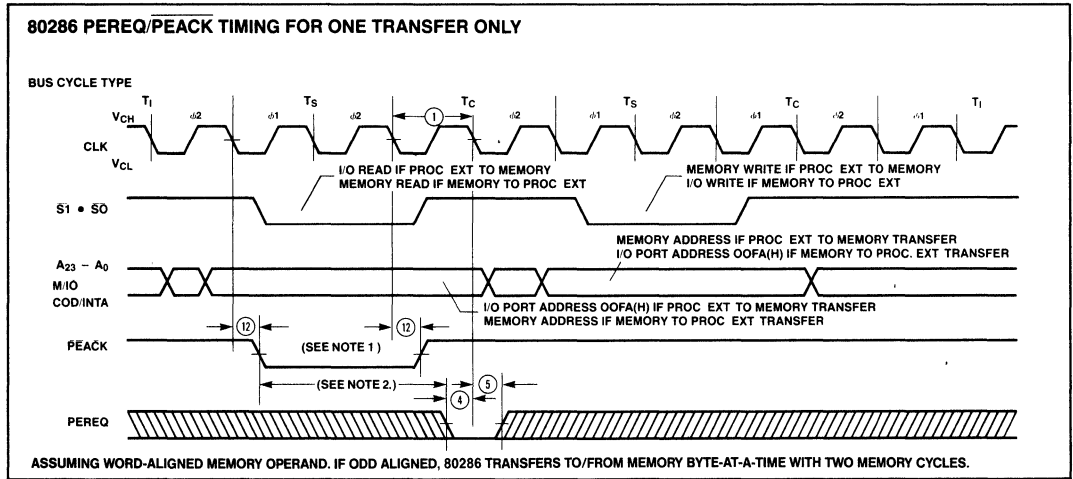 80286 PEREQ/PEACK TIMING FOR ONE TRANSFER ONLY
BUS CYCLE TYPE
TI TS TC TS TC TI
VCH ϕ2 ϕ1 ϕ2 1 ϕ2 ϕ1 ϕ2 ϕ1 ϕ2 ϕ1
CLK
VCL
I/O READ IF PROC EXT TO MEMORY
MEMORY READ IF MEMORY TO PROC EXT
MEMORY WRITE IF PROC EXT TO MEMORY
I/O WRITE IF MEMORY TO PROC EXT
S1 • S0
MEMORY ADDRESS IF PROC EXT TO MEMORY TRANSFER
I/O PORT ADDRESS OOFA(H) IF MEMORY TO PROC. EXT TRANSFER
A23 – A0
M/IO
COD/INTA
I/O PORT ADDRESS OOFA(H) IF PROC EXT TO MEMORY TRANSFER
MEMORY ADDRESS IF MEMORY TO PROC EXT TRANSFER
12 12
PEACK
(SEE NOTE 1 )
(SEE NOTE 2.)
4 5
PEREQ
ASSUMING WORD-ALIGNED MEMORY OPERAND. IF ODD ALIGNED, 80286 TRANSFERS TO/FROM MEMORY BYTE-AT-A-TIME WITH TWO MEMORY CYCLES.